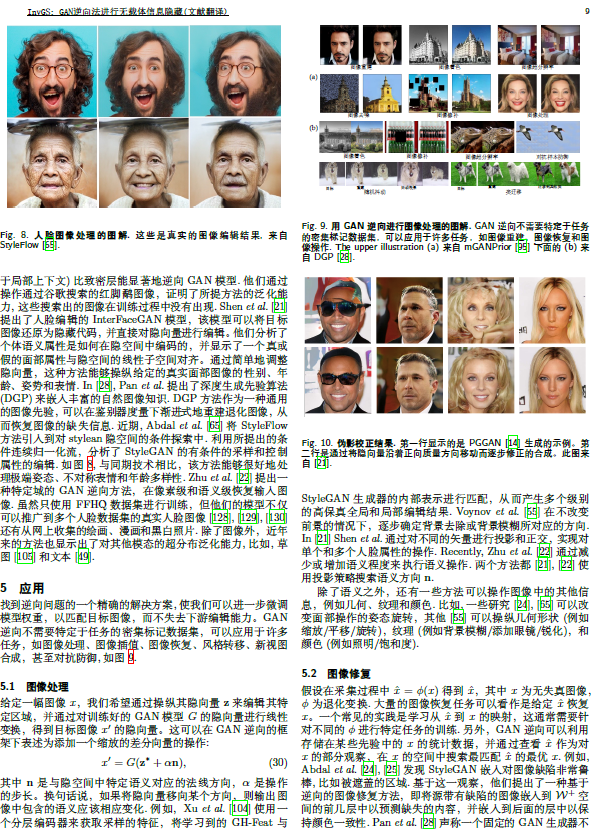 InvGS: GAN逆向法进行无载体信息隐藏(文献翻译)
9
Fig. 8. 人脸图像处理的图解. 这些是真实的图像编辑结果, 来自
StyleFlow [55].
于局部上下文) 比致密层能显著地逆向 GAN 模型. 他们通过
操作通过谷歌搜索的红脚鹬图像, 证明了所提方法的泛化能
力, 这些搜索出的图像在训练过程中没有出现. Shen et al. [21]
提出了人脸编辑的 InterFaceGAN 模型, 该模型可以将目标
图像还原为隐藏代码, 并直接对隐向量进行编辑. 他们分析了
个体语义属性是如何在隐空间中编码的, 并显示了一个真或
假的面部属性与隐空间的线性子空间对齐。通过简单地调整
隐向量, 这种方法能够操纵给定的真实面部图像的性别、年
龄、姿势和表情. In [28], Pan et al. 提出了深度生成先验算法
(DGP) 来嵌入丰富的自然图像知识. DGP 方法作为一种通用
的图像先验, 可以在鉴别器度量下渐进式地重建退化图像, 从
而恢复图像的缺失信息. 近期, Abdal et al. [65] 将 StyleFlow
方法引入到对 stylean 隐空间的条件探索中. 利用所提出的条
件连续归一化流, 分析了 StyleGAN 的有条件的采样和控制
属性的编辑. 如图 8, 与同期技术相比, 该方法能够很好地处
理极端姿态、不对称表情和年龄多样性. Zhu et al. [22] 提出一
种特定域的 GAN 逆向方法, 在像素级和语义级恢复输入图
像. 虽然只使用 FFHQ 数据集进行训练, 但他们的模型不仅
可以推广到多个人脸数据集的真实人脸图像 [128], [129], [130]
还有从网上收集的绘画、漫画和黑白照片. 除了图像外, 近年
来的方法也显示出了对其他模态的超分布泛化能力, 比如, 草
图 [105] 和文本 [49].
5 应用
找到逆向问题的一个精确的解决方案, 使我们可以进一步微调
模型权重, 以匹配目标图像, 而不失去下游编辑能力。GAN
逆向不需要特定于任务的密集标记数据集, 可以应用于许多
任务, 如图像处理、图像插值、图像恢复、风格转移、新视图
合成, 甚至对抗防御, 如图 9.
5.1 图像处理
给定一幅图像 x, 我们希望通过操纵其隐向量 z 来编辑其特
定区域, 并通过对训练好的 GAN 模型 G 的隐向量进行线性
变换, 得到目标图像 x′ 的隐向量。这可以在 GAN 逆向的框
架下表述为添加一个缩放的差分向量的操作:
x′ = G(z* + αn), (30)
其中 n 是与隐空间中特定语义对应的法线方向, α 是操作
的步长。换句话说, 如果将隐向量移向某个方向, 则输出图
像中包含的语义应该相应变化. 例如, Xu et al. [104] 使用一
个分层编码器来获取采样的特征, 将学习到的 GH-Feat 与
(a)
图像重建
图像着色
图像超分辨率
图像去噪
图像修补
(b)
图像着色
图像修补
图像超分辨率
随机抖动
类迁移
Fig. 9. 用 GAN 逆向进行图像处理的图解. GAN 逆向不需要特定于任务
的密集标记数据集, 可以应用于许多任务, 如图像重建, 图像恢复和图
像操作. The upper illustration (a) 来自 mGANPrior [95] 下面的 (b) 来
自 DGP [28].
Fig. 10. 伪影校正结果. 第一行显示的是 PGGAN [14] 生成的示例。第
二行是通过将隐向量沿着正向质量方向移动而逐步修正的合成。此图来
自 [21].
StyleGAN 生成器的内部表示进行匹配, 从而产生多个级别
的高保真全局和局部编辑结果. Voynov et al. [55] 在不改变
前景的情况下, 逐步确定背景去除或背景模糊所对应的方向.
In [21] Shen et al. 通过对不同的矢量进行投影和正交, 实现对
单个和多个人脸属性的操作. Recently, Zhu et al. [22] 通过减
少或增加语义程度来执行语义操作. 两个方法都 [21], [22] 使
用投影策略搜索语义方向 n.
除了语义之外, 还有一些方法可以操作图像中的其他信
息, 例如几何、纹理和颜色. 比如, 一些研究 [24], [65] 可以改
变面部操作的姿态旋转, 其他 [55] 可以操纵几何形状 (例如
缩放/平移/旋转), 纹理 (例如背景模糊/添加眼镜/锐化), 和
颜色 (例如照明/饱和度).
5.2 图像修复
假设在采集过程中 x̂ = ϕ(x) 得到 x̂, 其中 x 为无失真图像,
ϕ 为退化变换. 大量的图像恢复任务可以看作是给定 x̂ 恢复
x。一个常见的实践是学习从 x̂ 到 x 的映射, 这通常需要针
对不同的 ϕ 进行特定任务的训练. 另外, GAN 逆向可以利用
存储在某些先验中的 x 的统计数据, 并通过查看 x̂ 作为对
x 的部分观察, 在 x 的空间中搜索最匹配 x̂ 的最优 x. 例如,
Abdal et al. [24], [25] 发现 StyleGAN 嵌入对图像缺陷非常鲁
棒, 比如被遮盖的区域. 基于这一观察, 他们提出了一种基于
逆向的图像修复方法, 即将源带有缺陷的图像嵌入到 W⁺ 空
间的前几层中以预测缺失的内容, 并嵌入到后面的层中以保
持颜色一致性. Pan et al. [28] 声称一个固定的 GAN 生成器不